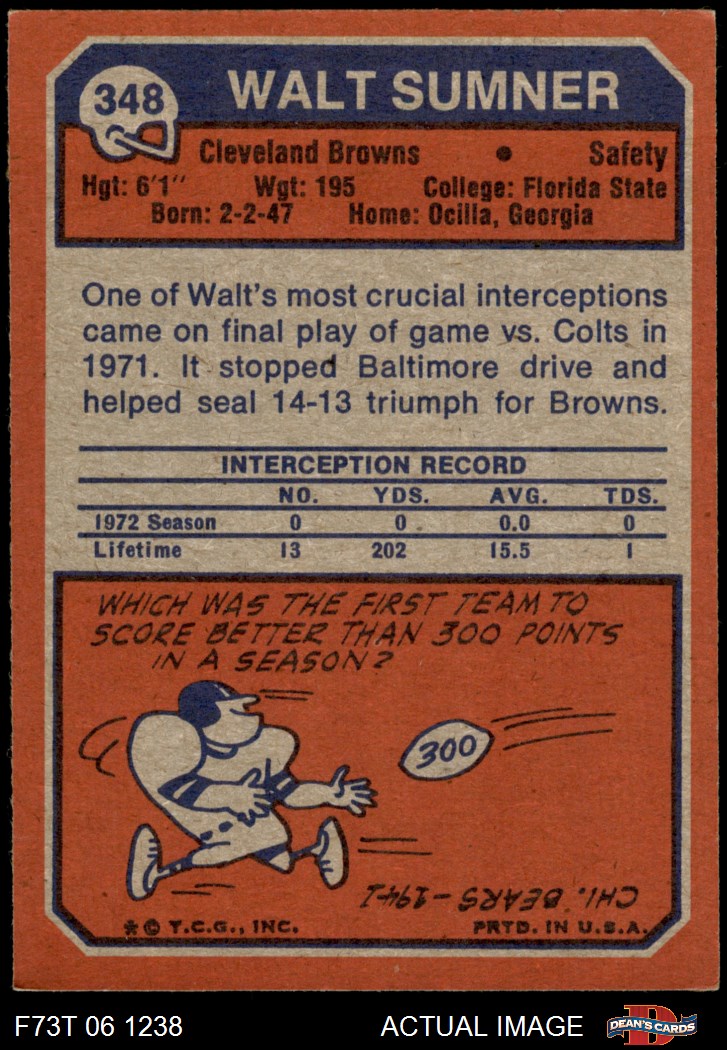 348
WALT SUMNER
Cleveland Browns • Safety
Hgt: 6'1" Wgt: 195 College: Florida State
Born: 2-2-47 Home: Ocilla, Georgia
One of Walt's most crucial interceptions
came on final play of game vs. Colts in
1971. It stopped Baltimore drive and
helped seal 14-13 triumph for Browns.
INTERCEPTION RECORD
NO. YDS. AVG. TDS.
1972 Season 0 0 0.0 0
Lifetime 13 202 15.5 1
WHICH WAS THE FIRST TEAM TO
SCORE BETTER THAN 300 POINTS
IN A SEASON?
300
CHI. BEARS-1941
*© T.C.G., INC. PRTD. IN U.S.A.
F73T 06 1238 ACTUAL IMAGE D DEAN'S CARDS